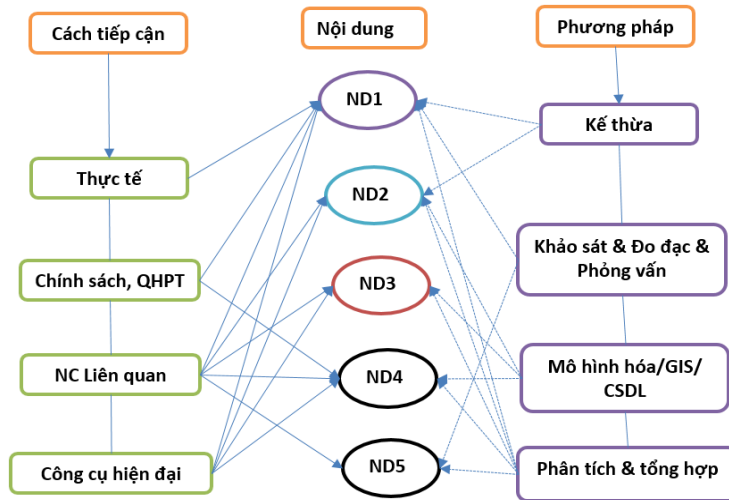 Cách tiếp cận
Nội dung
Phương pháp
ND1
Kế thừa
Thực tế
ND2
Khảo sát & Đo đạc &
Phỏng vấn
Chính sách, QHPT
ND3
NC Liên quan
ND4
Mô hình hóa/GIS/
CSDL
Công cụ hiện đại
ND5
Phân tích & tổng hợp